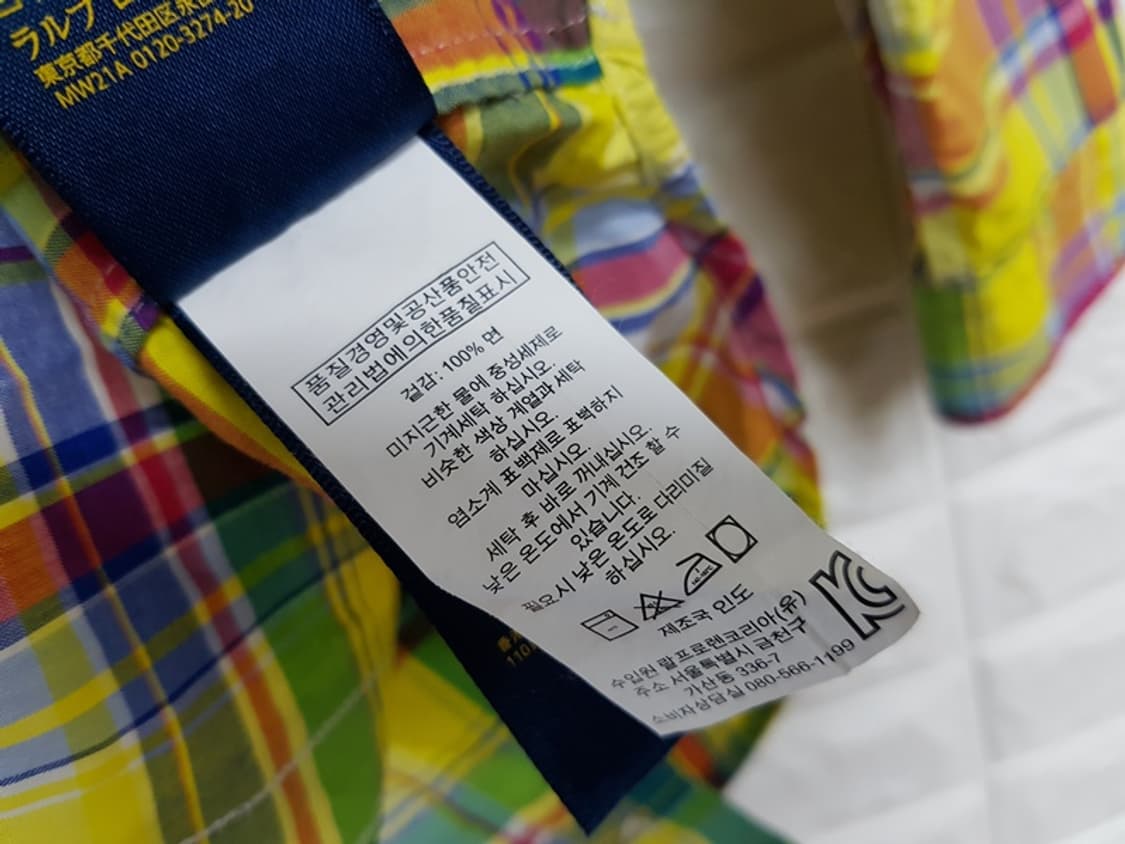 ラルフ
東京都千代田区永田
MW21A 0120-3274-20
품질경영및공산품안전
관리법에의한품질표시
겉감: 100% 면
미지근한 물에 중성세제로
기계세탁 하십시오.
비슷한 색상 계열과 세탁
하십시오.
염소계 표백제로 표백하지
마십시오.
세탁 후 바로 꺼내십시오.
낮은 온도에서 기계 건조 할 수
있습니다.
필요시 낮은 온도로 다리미질
하십시오.
제조국 인도
수입원 랄프로렌코리아(유)
주소 서울특별시 금천구
가산동 336-7
소비자상담실 080-566-1199